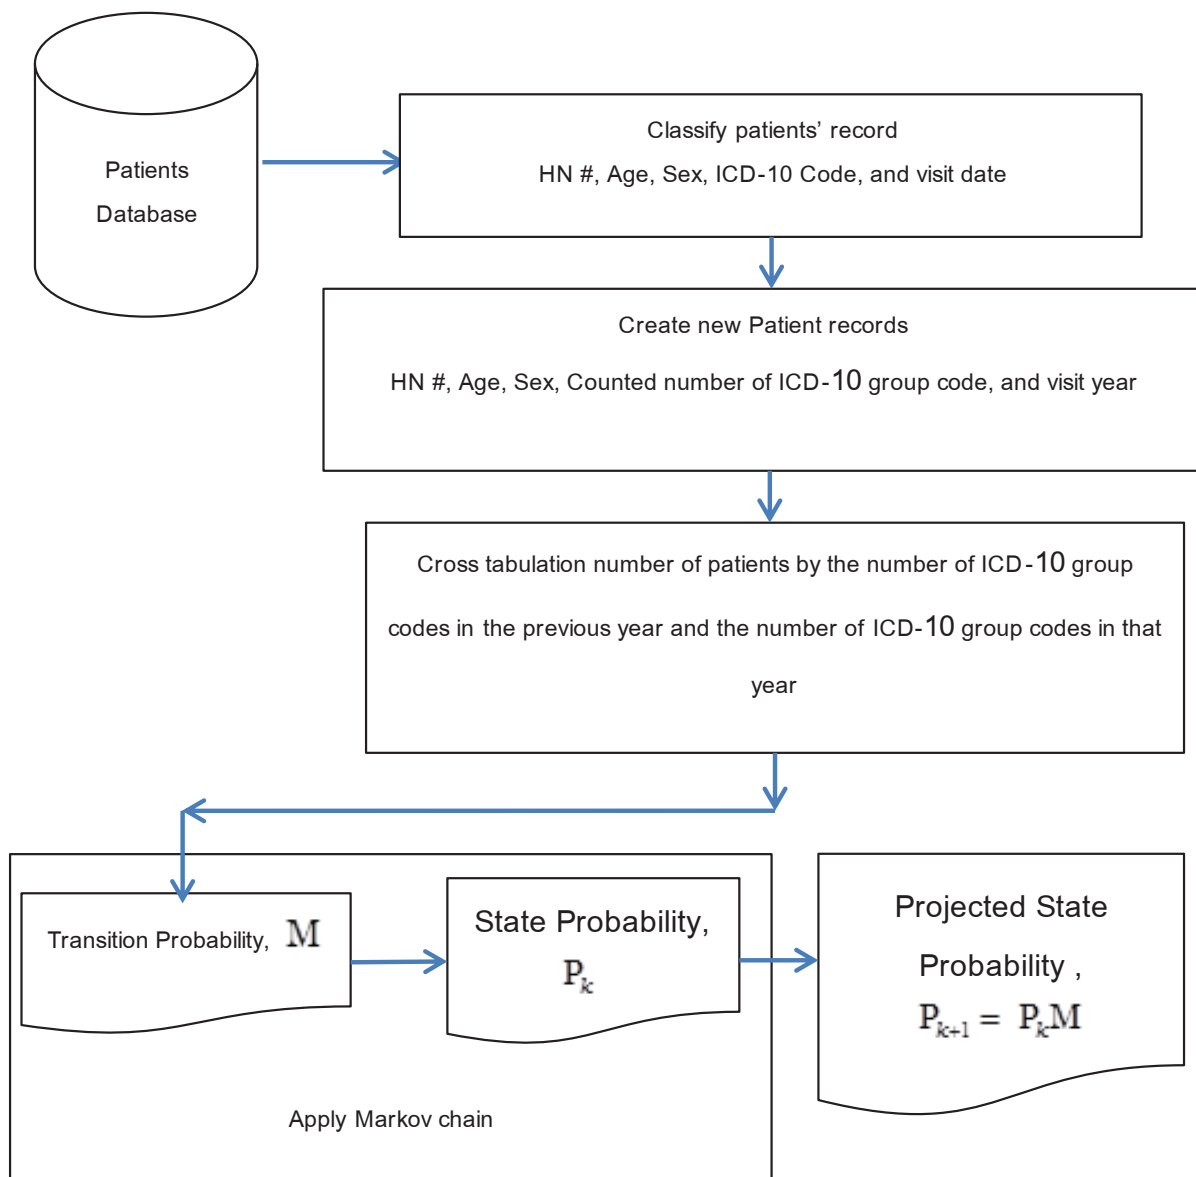 Patients
Database
Classify patients’ record
HN #, Age, Sex, ICD-10 Code, and visit date
Create new Patient records
HN #, Age, Sex, Counted number of ICD-10 group code, and visit year
Cross tabulation number of patients by the number of ICD-10 group
codes in the previous year and the number of ICD-10 group codes in that
year
Transition Probability, M
State Probability,
P_k
Projected State
Probability ,
P_{k+1} = P_k M
Apply Markov chain